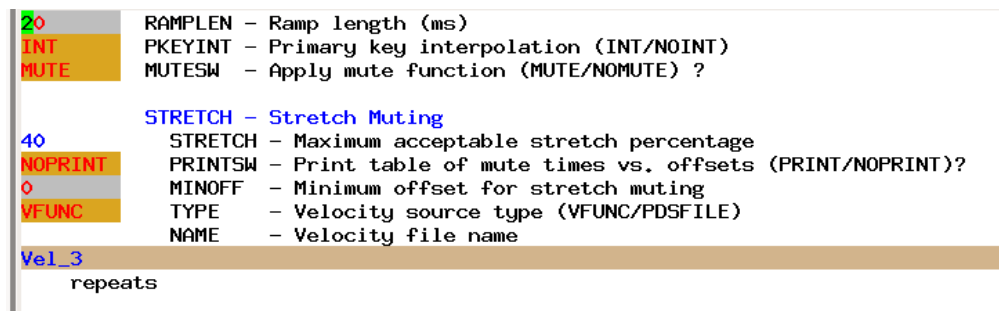 20 RAMPLEN – Ramp length (ms)
INT PKEYINT – Primary key interpolation (INT/NOINT)
MUTE MUTESW – Apply mute function (MUTE/NOMUTE) ?
STRETCH – Stretch Muting
40 STRETCH – Maximum acceptable stretch percentage
NOPRINT PRINTSW – Print table of mute times vs. offsets (PRINT/NOPRINT)?
0 MINOFF – Minimum offset for stretch muting
VFUNC TYPE – Velocity source type (VFUNC/PDSFILE)
NAME – Velocity file name
Vel_3
repeats